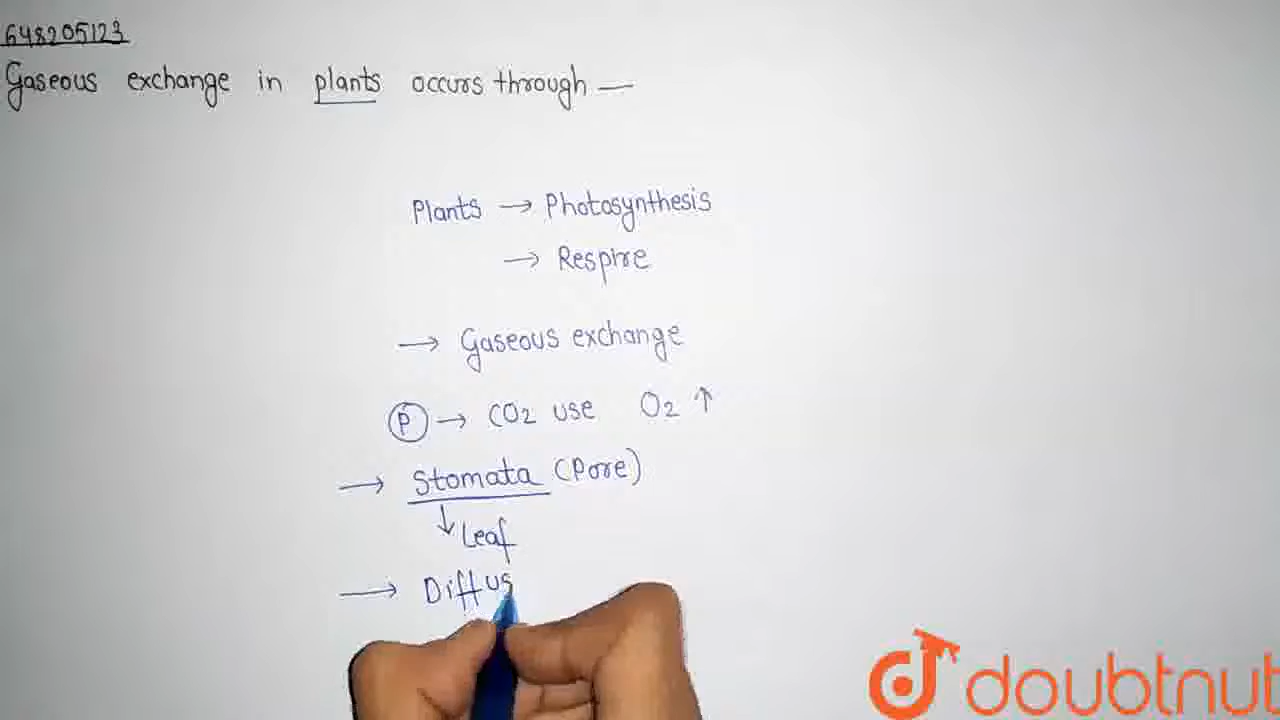 648205123
Gaseous exchange in plants occurs through —
Plants → Photosynthesis
→ Respire
→ Gaseous exchange
(P) → CO2 use O2 ↑
→ Stomata (Pore)
↓ Leaf
→ Diffus
doubtnut